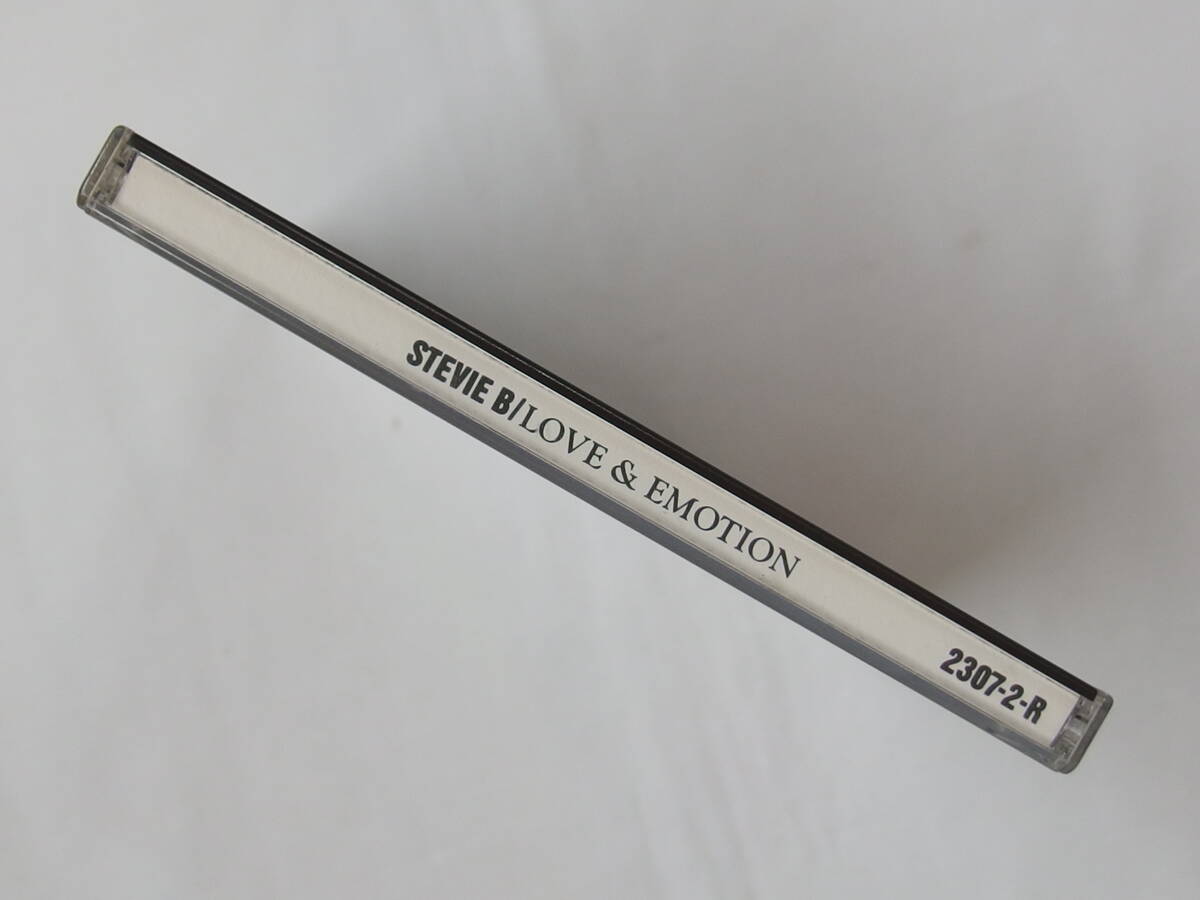 STEVIE B/LOVE & EMOTION
2307-2-R